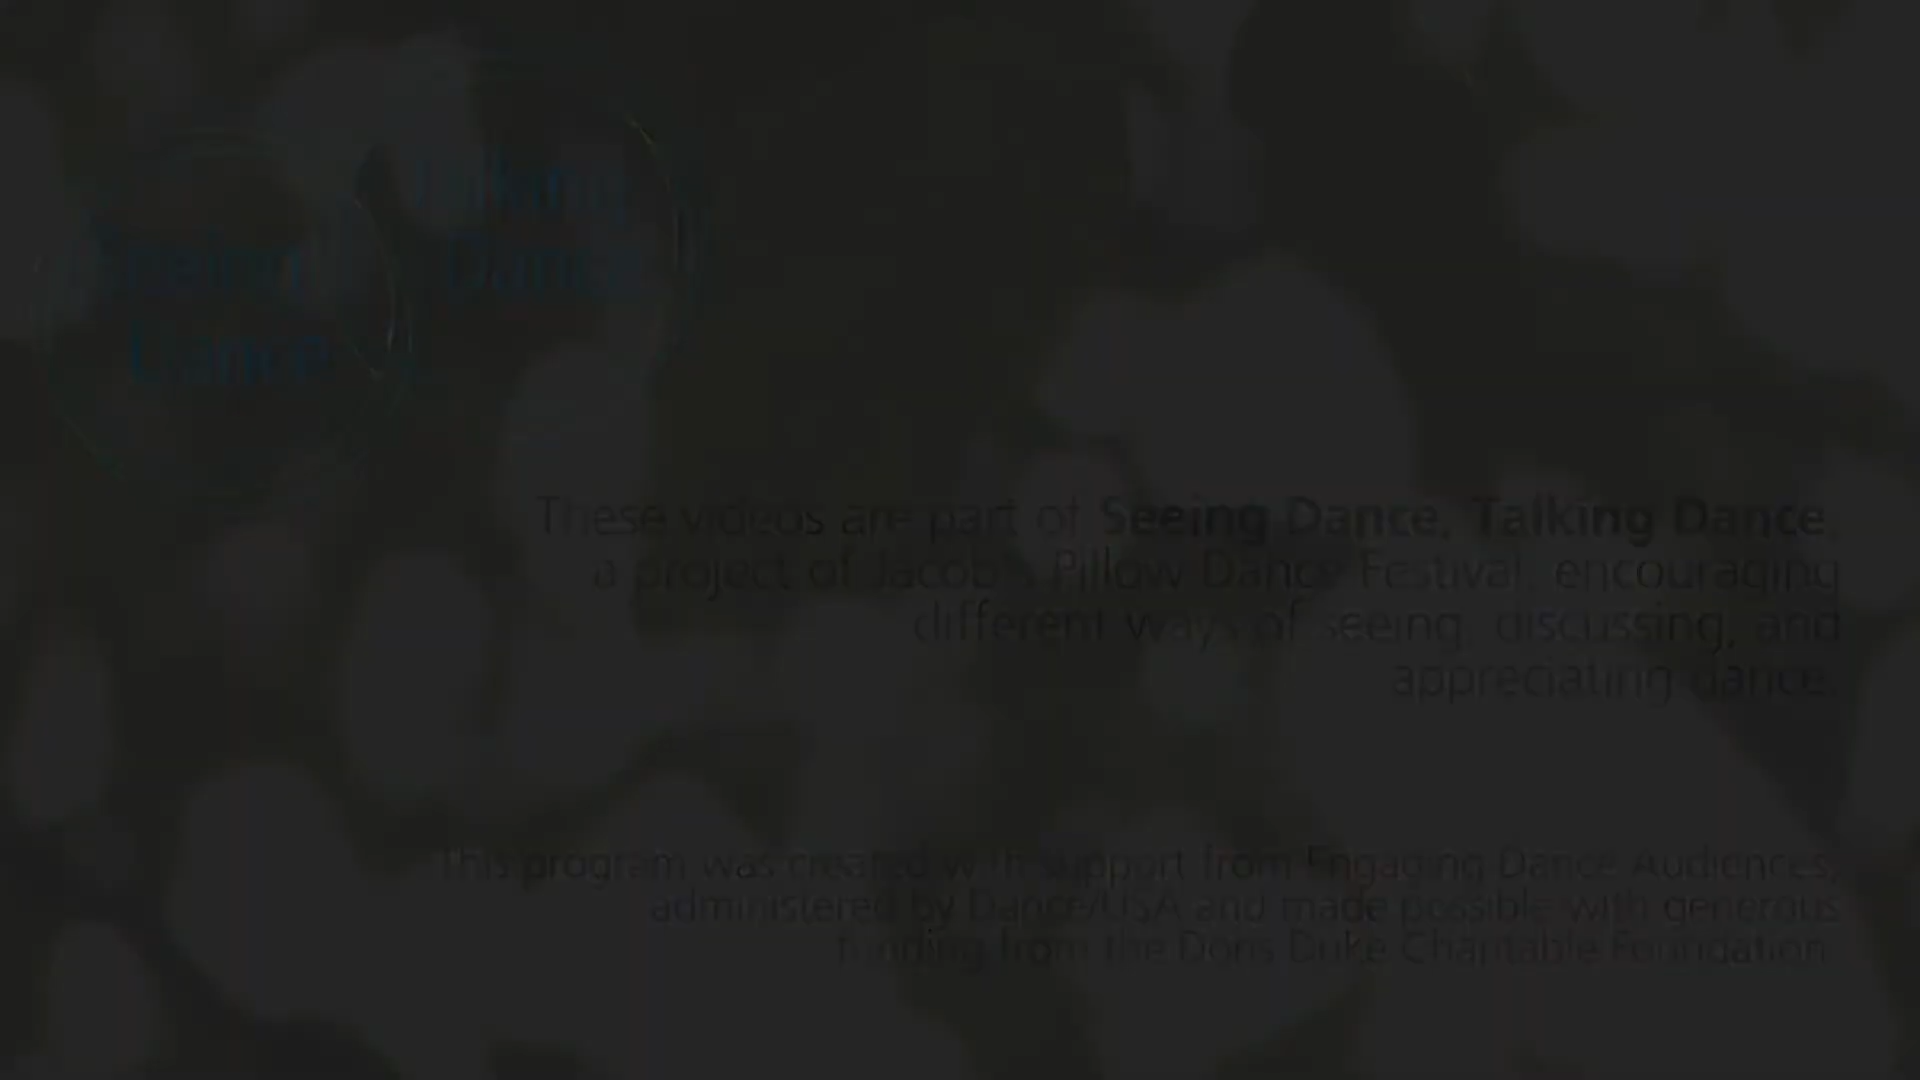 Seeing
Dance
Talking
Dance
These videos are part of Seeing Dance, Talking Dance,
a project of Jacob's Pillow Dance Festival, encouraging
different ways of seeing, discussing, and
appreciating dance.
This program was created with support from Engaging Dance Audiences,
administered by Dance/USA and made possible with generous
funding from the Doris Duke Charitable Foundation.